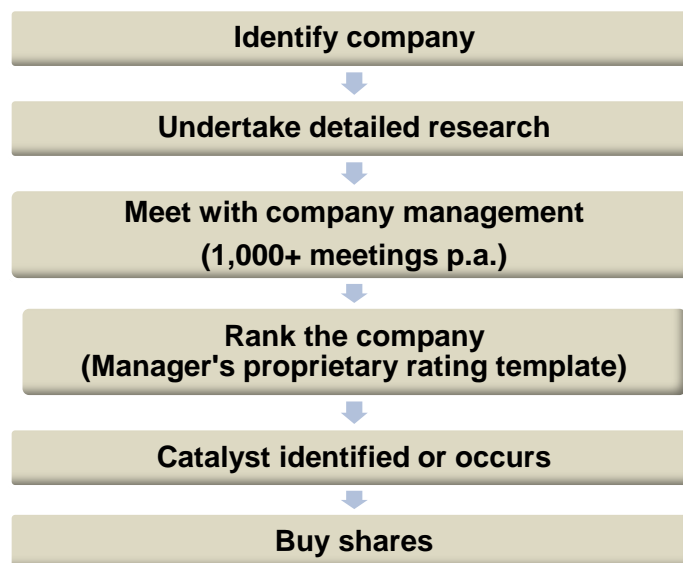 Identify company
Undertake detailed research
Meet with company management
(1,000+ meetings p.a.)
Rank the company
(Manager's proprietary rating template)
Catalyst identified or occurs
Buy shares